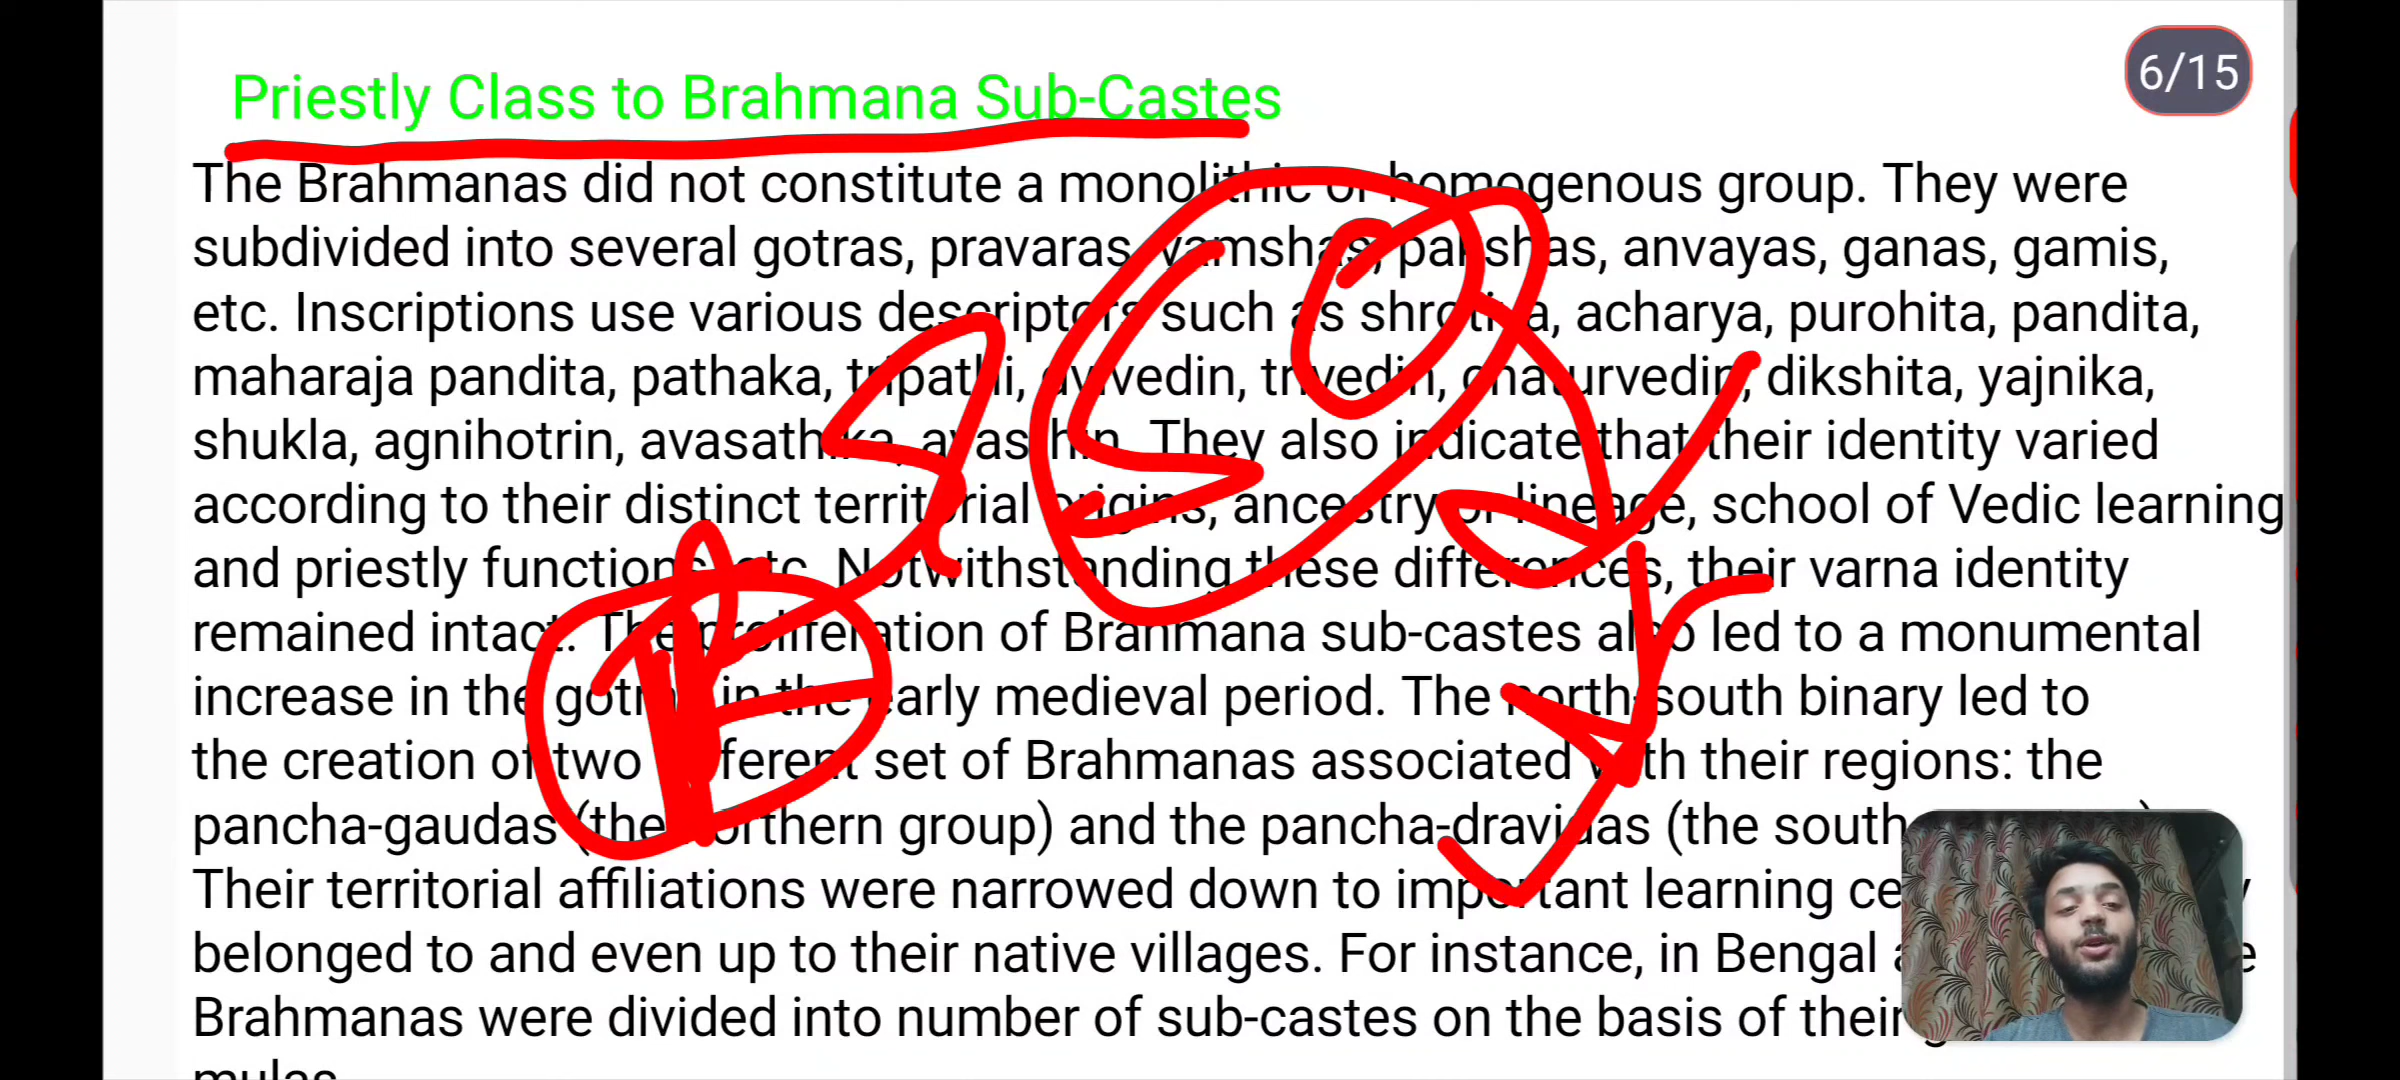 Priestly Class to Brahmana Sub-Castes
6/15
The Brahmanas did not constitute a monolithic or homogenous group. They were
subdivided into several gotras, pravaras, vamshas, pakshas, anvayas, ganas, gamis,
etc. Inscriptions use various descriptors such as shrotiya, acharya, purohita, pandita,
maharaja pandita, pathaka, tripathi, dvivedin, trivedin, chaturvedin, dikshita, yajnika,
shukla, agnihotrin, avasathika, avasthin. They also indicate that their identity varied
according to their distinct territorial origins, ancestry or lineage, school of Vedic learning
and priestly functions, etc. Notwithstanding these differences, their varna identity
remained intact. The proliferation of Brahmana sub-castes also led to a monumental
increase in the gotras in the early medieval period. The north-south binary led to
the creation of two different set of Brahmanas associated with their regions: the
pancha-gaudas (the northern group) and the pancha-dravidas (the south
Their territorial affiliations were narrowed down to important learning
belonged to and even up to their native villages. For instance, in Bengal
Brahmanas were divided into number of sub-castes on the basis of their
mulas